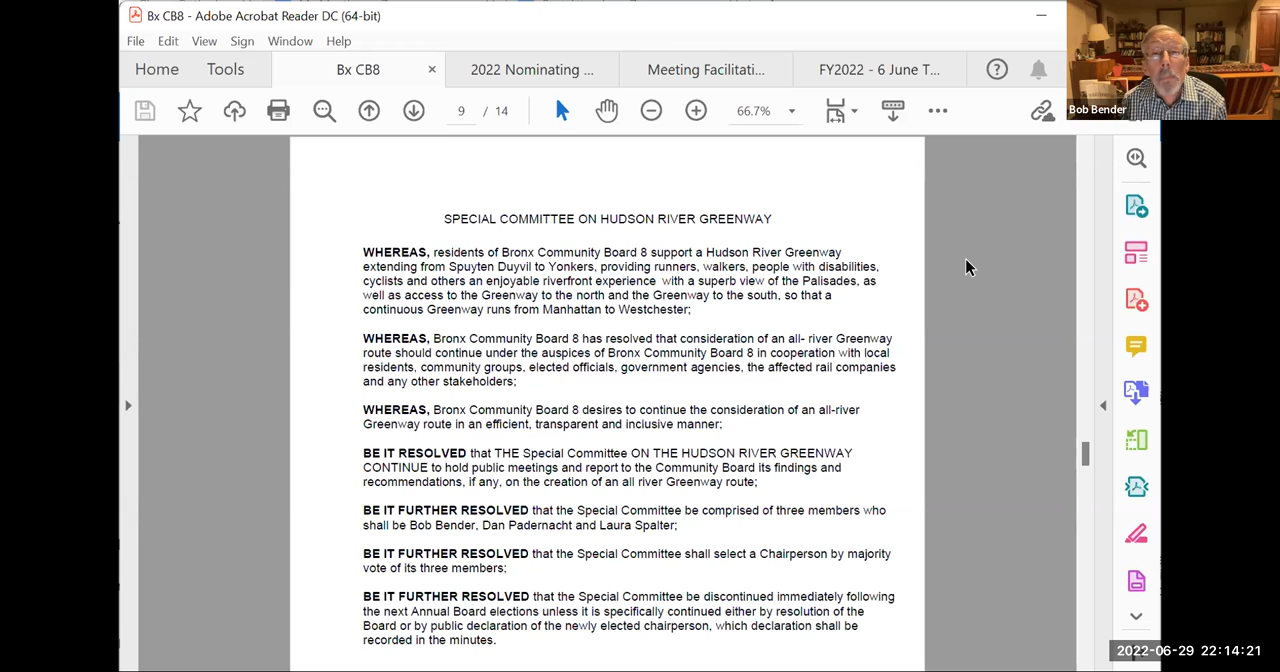 Bx CB8 - Adobe Acrobat Reader DC (64-bit)
File Edit View Sign Window Help
Home Tools Bx CB8 × 2022 Nominating ... Meeting Facilitati... FY2022 - 6 June T...
9 / 14 66.7%
Bob Bender
SPECIAL COMMITTEE ON HUDSON RIVER GREENWAY
WHEREAS, residents of Bronx Community Board 8 support a Hudson River Greenway
extending from Spuyten Duyvil to Yonkers, providing runners, walkers, people with disabilities,
cyclists and others an enjoyable riverfront experience with a superb view of the Palisades, as
well as access to the Greenway to the north and the Greenway to the south, so that a
continuous Greenway runs from Manhattan to Westchester;
WHEREAS, Bronx Community Board 8 has resolved that consideration of an all- river Greenway
route should continue under the auspices of Bronx Community Board 8 in cooperation with local
residents, community groups, elected officials, government agencies, the affected rail companies
and any other stakeholders;
WHEREAS, Bronx Community Board 8 desires to continue the consideration of an all-river
Greenway route in an efficient, transparent and inclusive manner;
BE IT RESOLVED that THE Special Committee ON THE HUDSON RIVER GREENWAY
CONTINUE to hold public meetings and report to the Community Board its findings and
recommendations, if any, on the creation of an all river Greenway route;
BE IT FURTHER RESOLVED that the Special Committee be comprised of three members who
shall be Bob Bender, Dan Padernacht and Laura Spalter;
BE IT FURTHER RESOLVED that the Special Committee shall select a Chairperson by majority
vote of its three members;
BE IT FURTHER RESOLVED that the Special Committee be discontinued immediately following
the next Annual Board elections unless it is specifically continued either by resolution of the
Board or by public declaration of the newly elected chairperson, which declaration shall be
recorded in the minutes.
2022-06-29 22:14:21